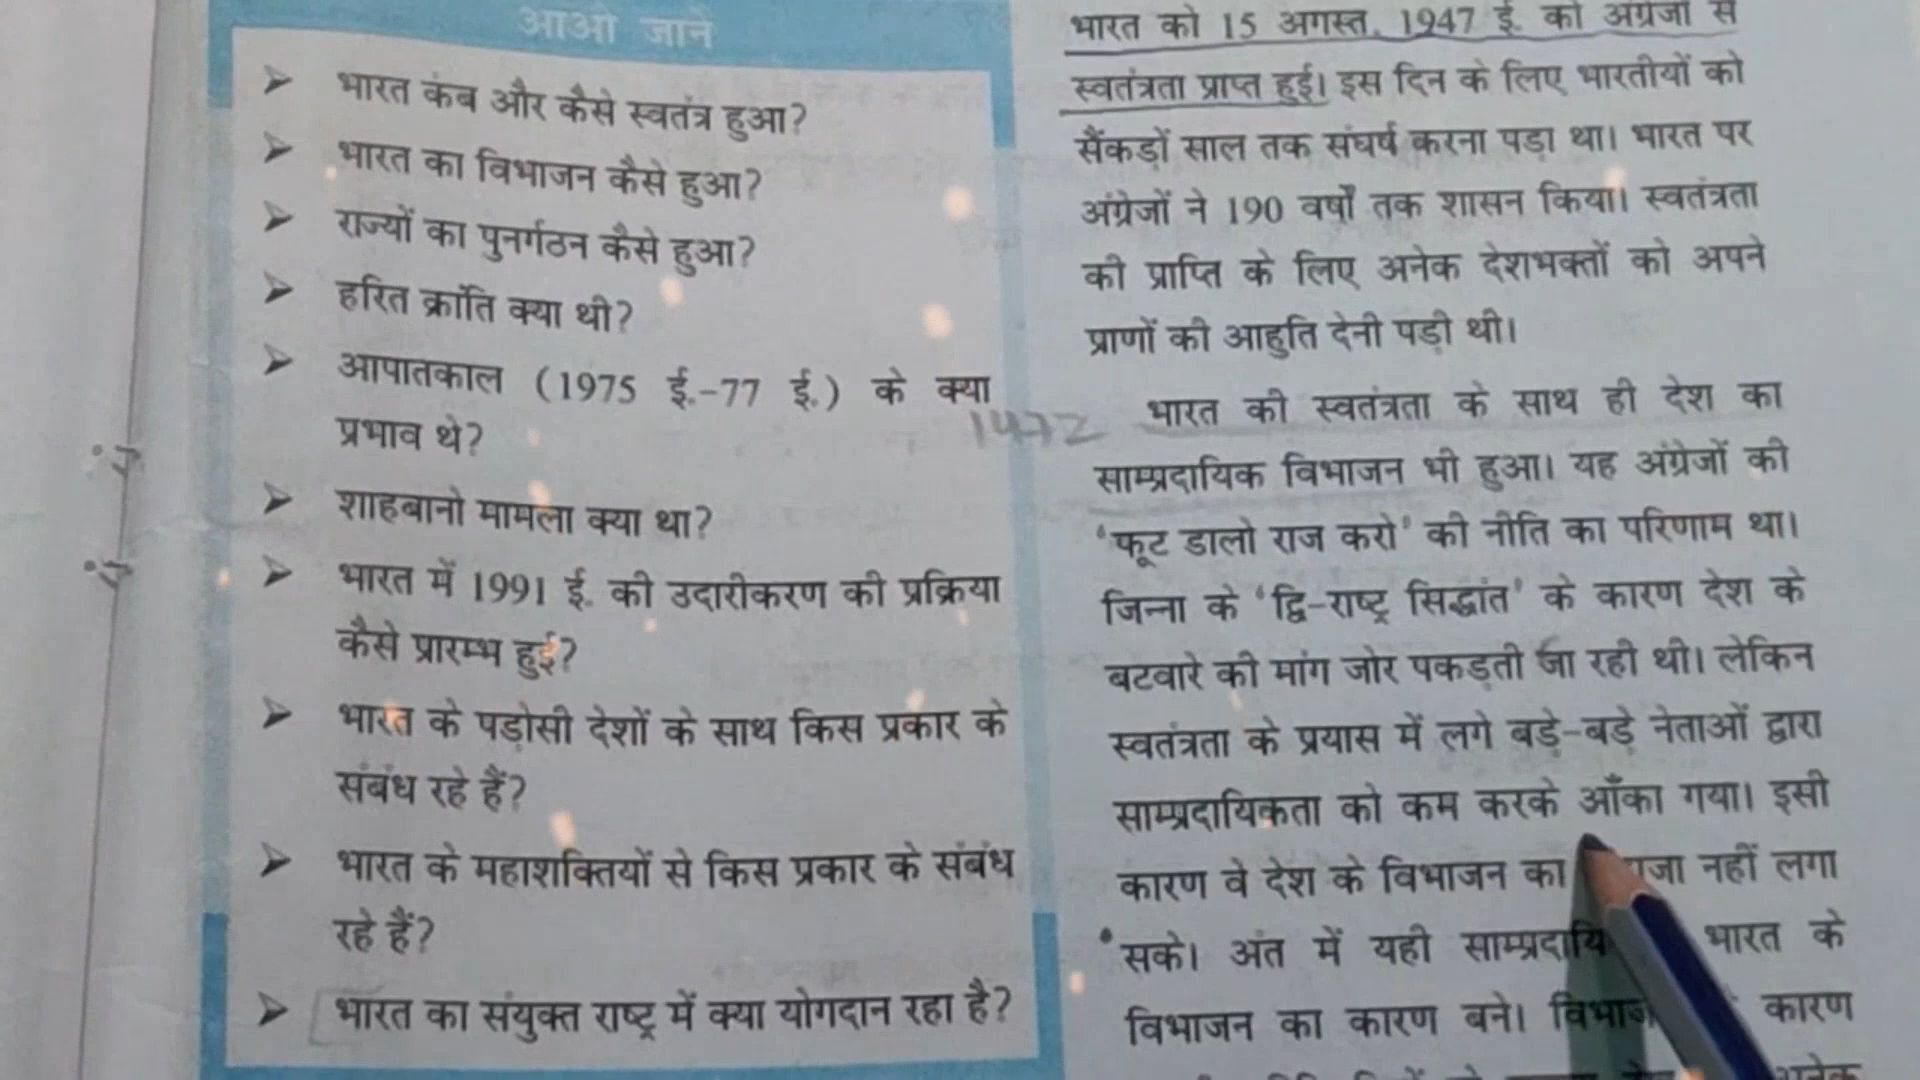 आओ जानें
भारत कब और कैसे स्वतंत्र हुआ?
भारत का विभाजन कैसे हुआ?
राज्यों का पुनर्गठन कैसे हुआ?
हरित क्रांति क्या थी?
आपातकाल (1975 ई.-77 ई.) के क्या
प्रभाव थे?
शाहबानो मामला क्या था?
भारत में 1991 ई. की उदारीकरण की प्रक्रिया
कैसे प्रारम्भ हुई?
भारत के पड़ोसी देशों के साथ किस प्रकार के
संबंध रहे हैं?
भारत के महाशक्तियों से किस प्रकार के संबंध
रहे हैं?
भारत का संयुक्त राष्ट्र में क्या योगदान रहा है?
भारत को 15 अगस्त, 1947 ई. को अंग्रेजों से
स्वतंत्रता प्राप्त हुई। इस दिन के लिए भारतीयों को
सैंकड़ों साल तक संघर्ष करना पड़ा था। भारत पर
अंग्रेजों ने 190 वर्षों तक शासन किया। स्वतंत्रता
की प्राप्ति के लिए अनेक देशभक्तों को अपने
प्राणों की आहुति देनी पड़ी थी।
भारत की स्वतंत्रता के साथ ही देश का
साम्प्रदायिक विभाजन भी हुआ। यह अंग्रेजों की
'फूट डालो राज करो' की नीति का परिणाम था।
जिन्ना के 'द्वि-राष्ट्र सिद्धांत' के कारण देश के
बटवारे की मांग जोर पकड़ती जा रही थी। लेकिन
स्वतंत्रता के प्रयास में लगे बड़े-बड़े नेताओं द्वारा
साम्प्रदायिकता को कम करके आँका गया। इसी
कारण वे देश के विभाजन का नहीं लगा
सके। अंत में यही भारत के
विभाजन का कारण बने। कारण
अनेक